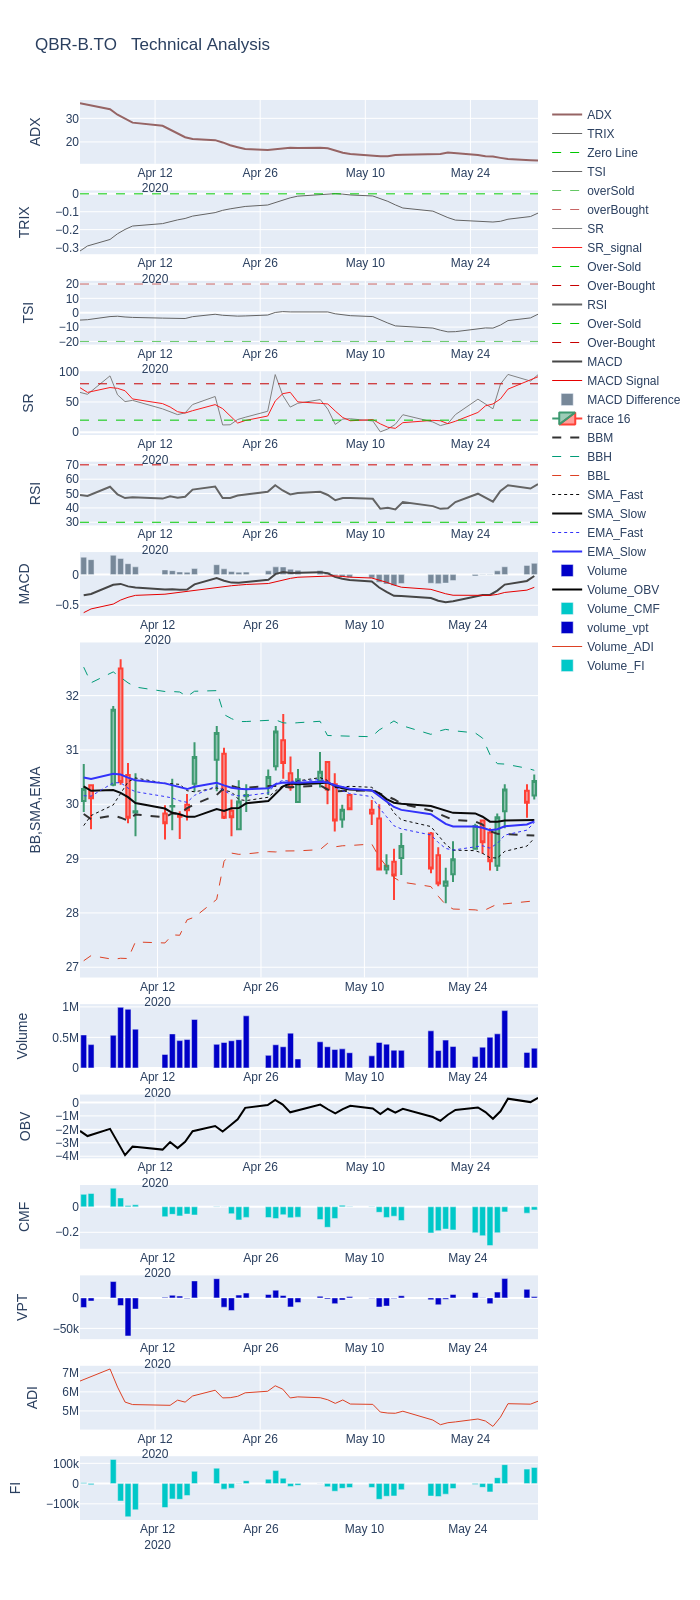 QBR-B.TO   Technical Analysis
ADX
30
20
Apr 12
2020
Apr 26
May 10
May 24
TRIX
0
−0.1
−0.2
−0.3
Apr 12
2020
Apr 26
May 10
May 24
TSI
20
10
0
−10
−20
Apr 12
2020
Apr 26
May 10
May 24
SR
100
50
0
Apr 12
2020
Apr 26
May 10
May 24
RSI
70
60
50
40
30
Apr 12
2020
Apr 26
May 10
May 24
MACD
0
−0.5
Apr 12
2020
Apr 26
May 10
May 24
BB,SMA,EMA
32
31
30
29
28
27
Apr 12
2020
Apr 26
May 10
May 24
Volume
1M
0.5M
0
Apr 12
2020
Apr 26
May 10
May 24
OBV
0
−1M
−2M
−3M
−4M
Apr 12
2020
Apr 26
May 10
May 24
CMF
0
−0.2
Apr 12
2020
Apr 26
May 10
May 24
VPT
0
−50k
Apr 12
2020
Apr 26
May 10
May 24
ADI
7M
6M
5M
Apr 12
2020
Apr 26
May 10
May 24
FI
100k
0
−100k
Apr 12
2020
Apr 26
May 10
May 24
ADX
TRIX
Zero Line
TSI
overSold
overBought
SR
SR_signal
Over-Sold
Over-Bought
RSI
Over-Sold
Over-Bought
MACD
MACD Signal
MACD Difference
trace 16
BBM
BBH
BBL
SMA_Fast
SMA_Slow
EMA_Fast
EMA_Slow
Volume
Volume_OBV
Volume_CMF
volume_vpt
Volume_ADI
Volume_FI